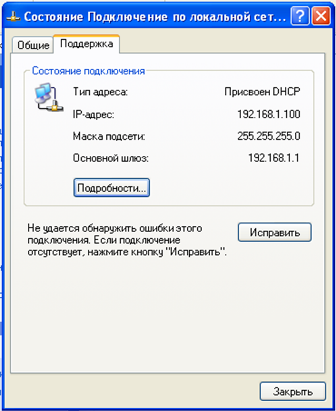 Состояние Подключение по локальной сет...
Общие Поддержка
Состояние подключения
Тип адреса: Присвоен DHCP
IP-адрес: 192.168.1.100
Маска подсети: 255.255.255.0
Основной шлюз: 192.168.1.1
Подробности...
Не удается обнаружить ошибки этого
подключения. Если подключение
отсутствует, нажмите кнопку "Исправить".
Исправить
Закрыть